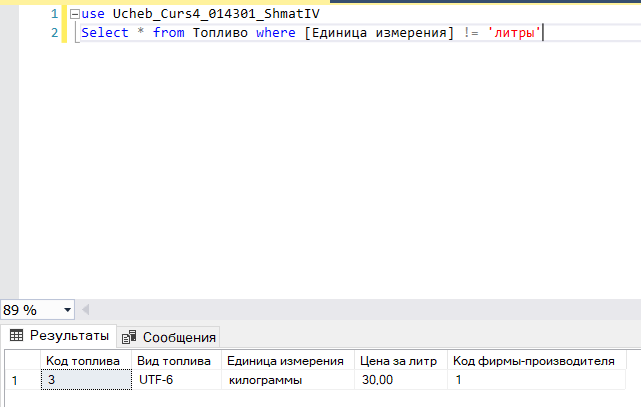 1 use Ucheb_Curs4_014301_ShmatIV
2 Select * from Топливо where [Единица измерения] != 'литры'
89 %
Результаты Сообщения
Код топлива Вид топлива Единица измерения Цена за литр Код фирмы-производителя
1 3 UTF-6 килограммы 30,00 1